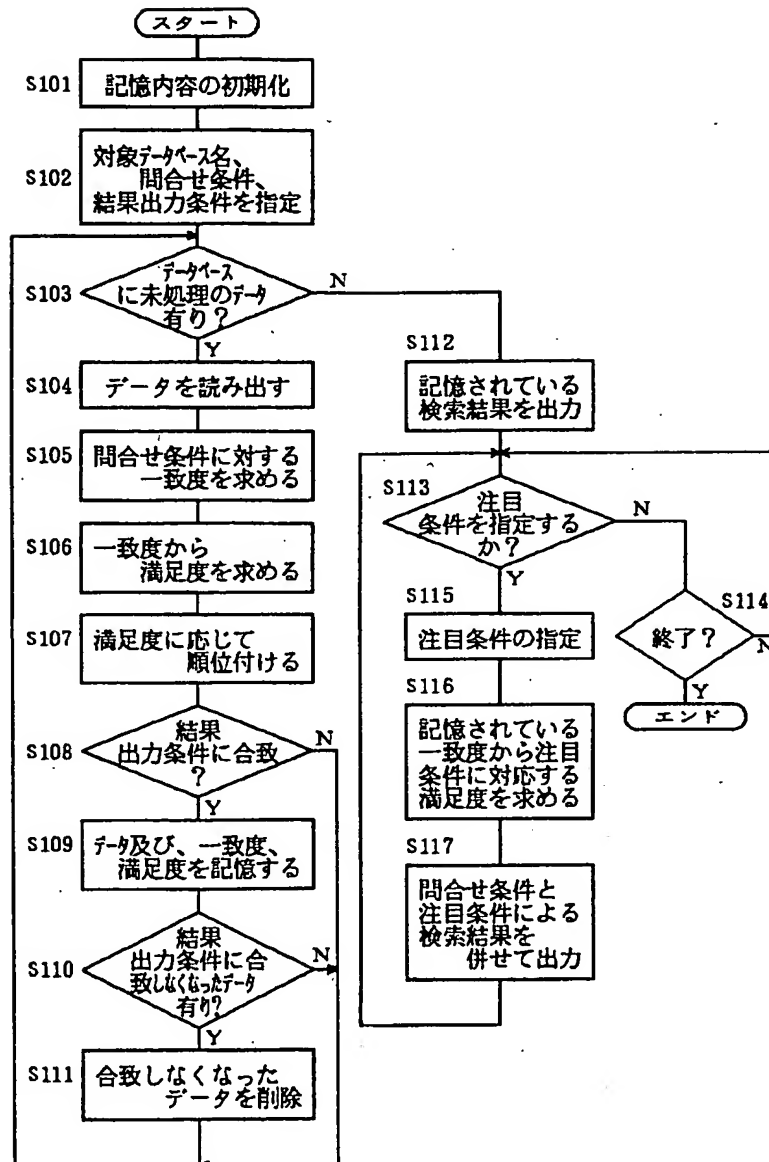 スタート
S101
記憶内容の初期化
S102
対象データベース名、
問合せ条件、
結果出力条件を指定
S103
データベース
に未処理のデータ
有り?
N
Y
S104
データを読み出す
S105
問合せ条件に対する
一致度を求める
S106
一致度から
満足度を求める
S107
満足度に応じて
順位付ける
S108
結果
出力条件に合致
?
N
Y
S109
データ及び、一致度、
満足度を記憶する
S110
結果
出力条件に合
致しなくなったデータ
有り?
N
Y
S111
合致しなくなった
データを削除
S112
記憶されている
検索結果を出力
S113
注目
条件を指定する
か?
N
Y
S114
終了?
N
Y
エンド
S115
注目条件の指定
S116
記憶されている
一致度から注目
条件に対応する
満足度を求める
S117
問合せ条件と
注目条件による
検索結果を
併せて出力